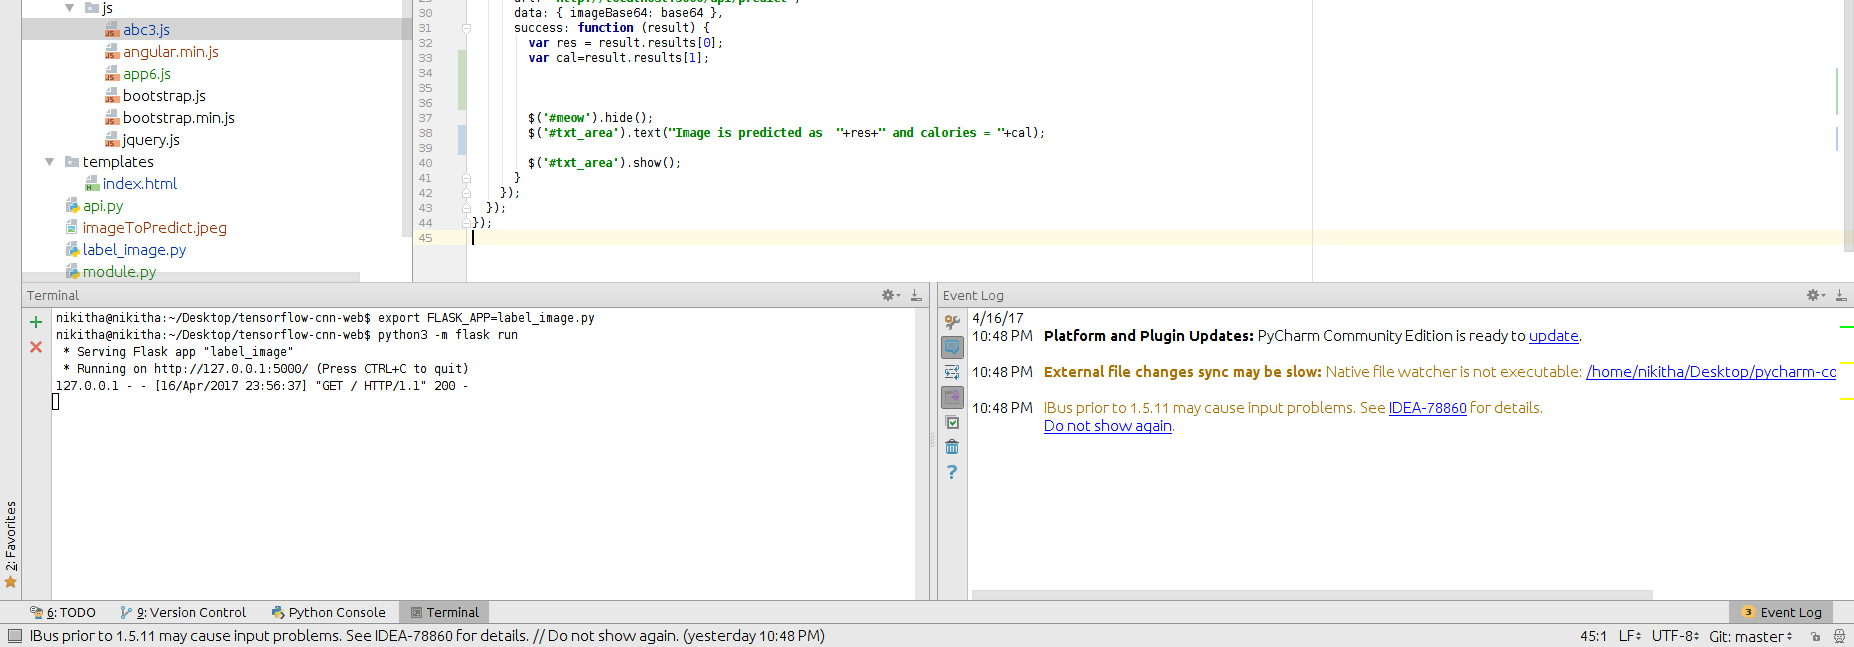 js
abc3.js
angular.min.js
app6.js
bootstrap.js
bootstrap.min.js
jquery.js
templates
index.html
api.py
imageToPredict.jpeg
label_image.py
module.py
30 data: { imageBase64: base64 },
31 success: function (result) {
32 var res = result.results[0];
33 var cal=result.results[1];
34
35
36
37 $('#meow').hide();
38 $('#txt_area').text("Image is predicted as  "+res+" and calories = "+cal);
39
40 $('#txt_area').show();
41 }
42 });
43 });
44 });
45
Terminal
nikitha@nikitha:~/Desktop/tensorflow-cnn-web$ export FLASK_APP=label_image.py
nikitha@nikitha:~/Desktop/tensorflow-cnn-web$ python3 -m flask run
* Serving Flask app "label_image"
* Running on http://127.0.0.1:5000/ (Press CTRL+C to quit)
127.0.0.1 - - [16/Apr/2017 23:56:37] "GET / HTTP/1.1" 200 -
Event Log
4/16/17
10:48 PM Platform and Plugin Updates: PyCharm Community Edition is ready to update.
10:48 PM External file changes sync may be slow: Native file watcher is not executable: /home/nikitha/Desktop/pycharm-co
10:48 PM IBus prior to 1.5.11 may cause input problems. See IDEA-78860 for details.
Do not show again.
2: Favorites
6: TODO 9: Version Control Python Console Terminal 3 Event Log
IBus prior to 1.5.11 may cause input problems. See IDEA-78860 for details. // Do not show again. (yesterday 10:48 PM) 45:1 LF UTF-8 Git: master